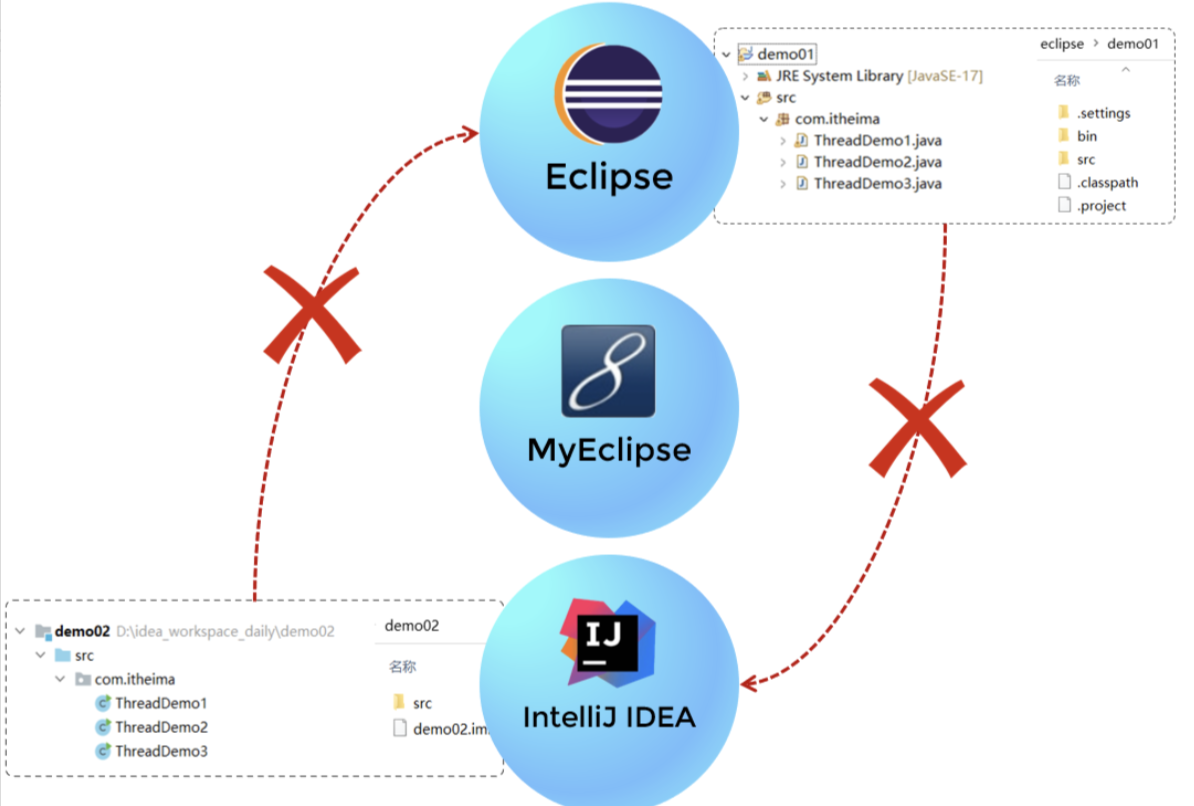 Eclipse
demo01
JRE System Library [JavaSE-17]
src
com.itheima
ThreadDemo1.java
ThreadDemo2.java
ThreadDemo3.java
eclipse > demo01
名称
.settings
bin
src
.classpath
.project
8
MyEclipse
demo02 D:\idea_workspace_daily\demo02
src
com.itheima
C ThreadDemo1
C ThreadDemo2
C ThreadDemo3
demo02
名称
src
demo02.im
IJ
IntelliJ IDEA